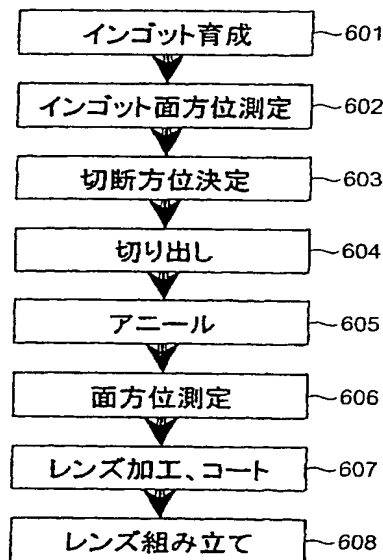 インゴット育成 601
インゴット面方位測定 602
切断方位決定 603
切り出し 604
アニール 605
面方位測定 606
レンズ加工、コート 607
レンズ組み立て 608